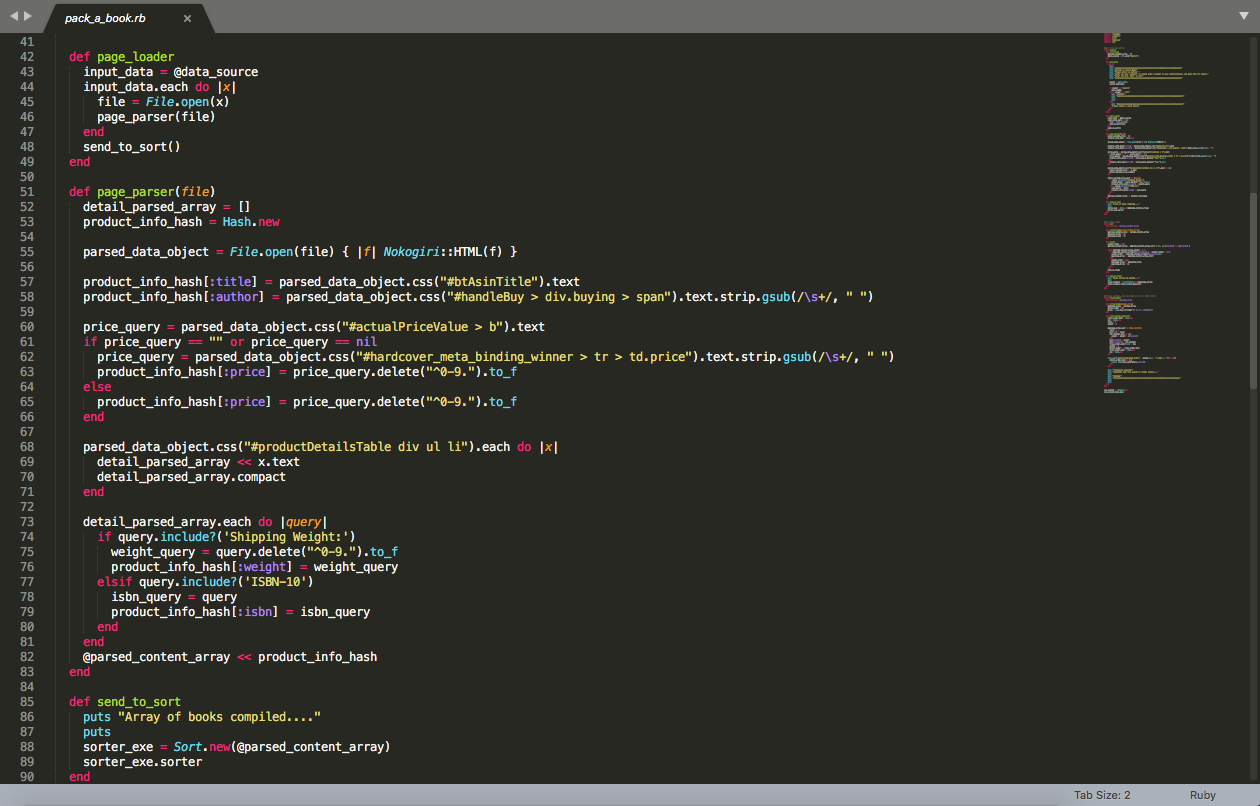 pack_a_book.rb ×
41
42 def page_loader
43 input_data = @data_source
44 input_data.each do |x|
45 file = File.open(x)
46 page_parser(file)
47 end
48 send_to_sort()
49 end
50
51 def page_parser(file)
52 detail_parsed_array = []
53 product_info_hash = Hash.new
54
55 parsed_data_object = File.open(file) { |f| Nokogiri::HTML(f) }
56
57 product_info_hash[:title] = parsed_data_object.css("#btAsinTitle").text
58 product_info_hash[:author] = parsed_data_object.css("#handleBuy > div.buying > span").text.strip.gsub(/\s+/, " ")
59
60 price_query = parsed_data_object.css("#actualPriceValue > b").text
61 if price_query == "" or price_query == nil
62 price_query = parsed_data_object.css("#hardcover_meta_binding_winner > tr > td.price").text.strip.gsub(/\s+/, " ")
63 product_info_hash[:price] = price_query.delete("^0-9.").to_f
64 else
65 product_info_hash[:price] = price_query.delete("^0-9.").to_f
66 end
67
68 parsed_data_object.css("#productDetailsTable div ul li").each do |x|
69 detail_parsed_array << x.text
70 detail_parsed_array.compact
71 end
72
73 detail_parsed_array.each do |query|
74 if query.include?('Shipping Weight:')
75 weight_query = query.delete("^0-9.").to_f
76 product_info_hash[:weight] = weight_query
77 elsif query.include?('ISBN-10')
78 isbn_query = query
79 product_info_hash[:isbn] = isbn_query
80 end
81 end
82 @parsed_content_array << product_info_hash
83 end
84
85 def send_to_sort
86 puts "Array of books compiled...."
87 puts
88 sorter_exe = Sort.new(@parsed_content_array)
89 sorter_exe.sorter
90 end
Tab Size: 2 Ruby